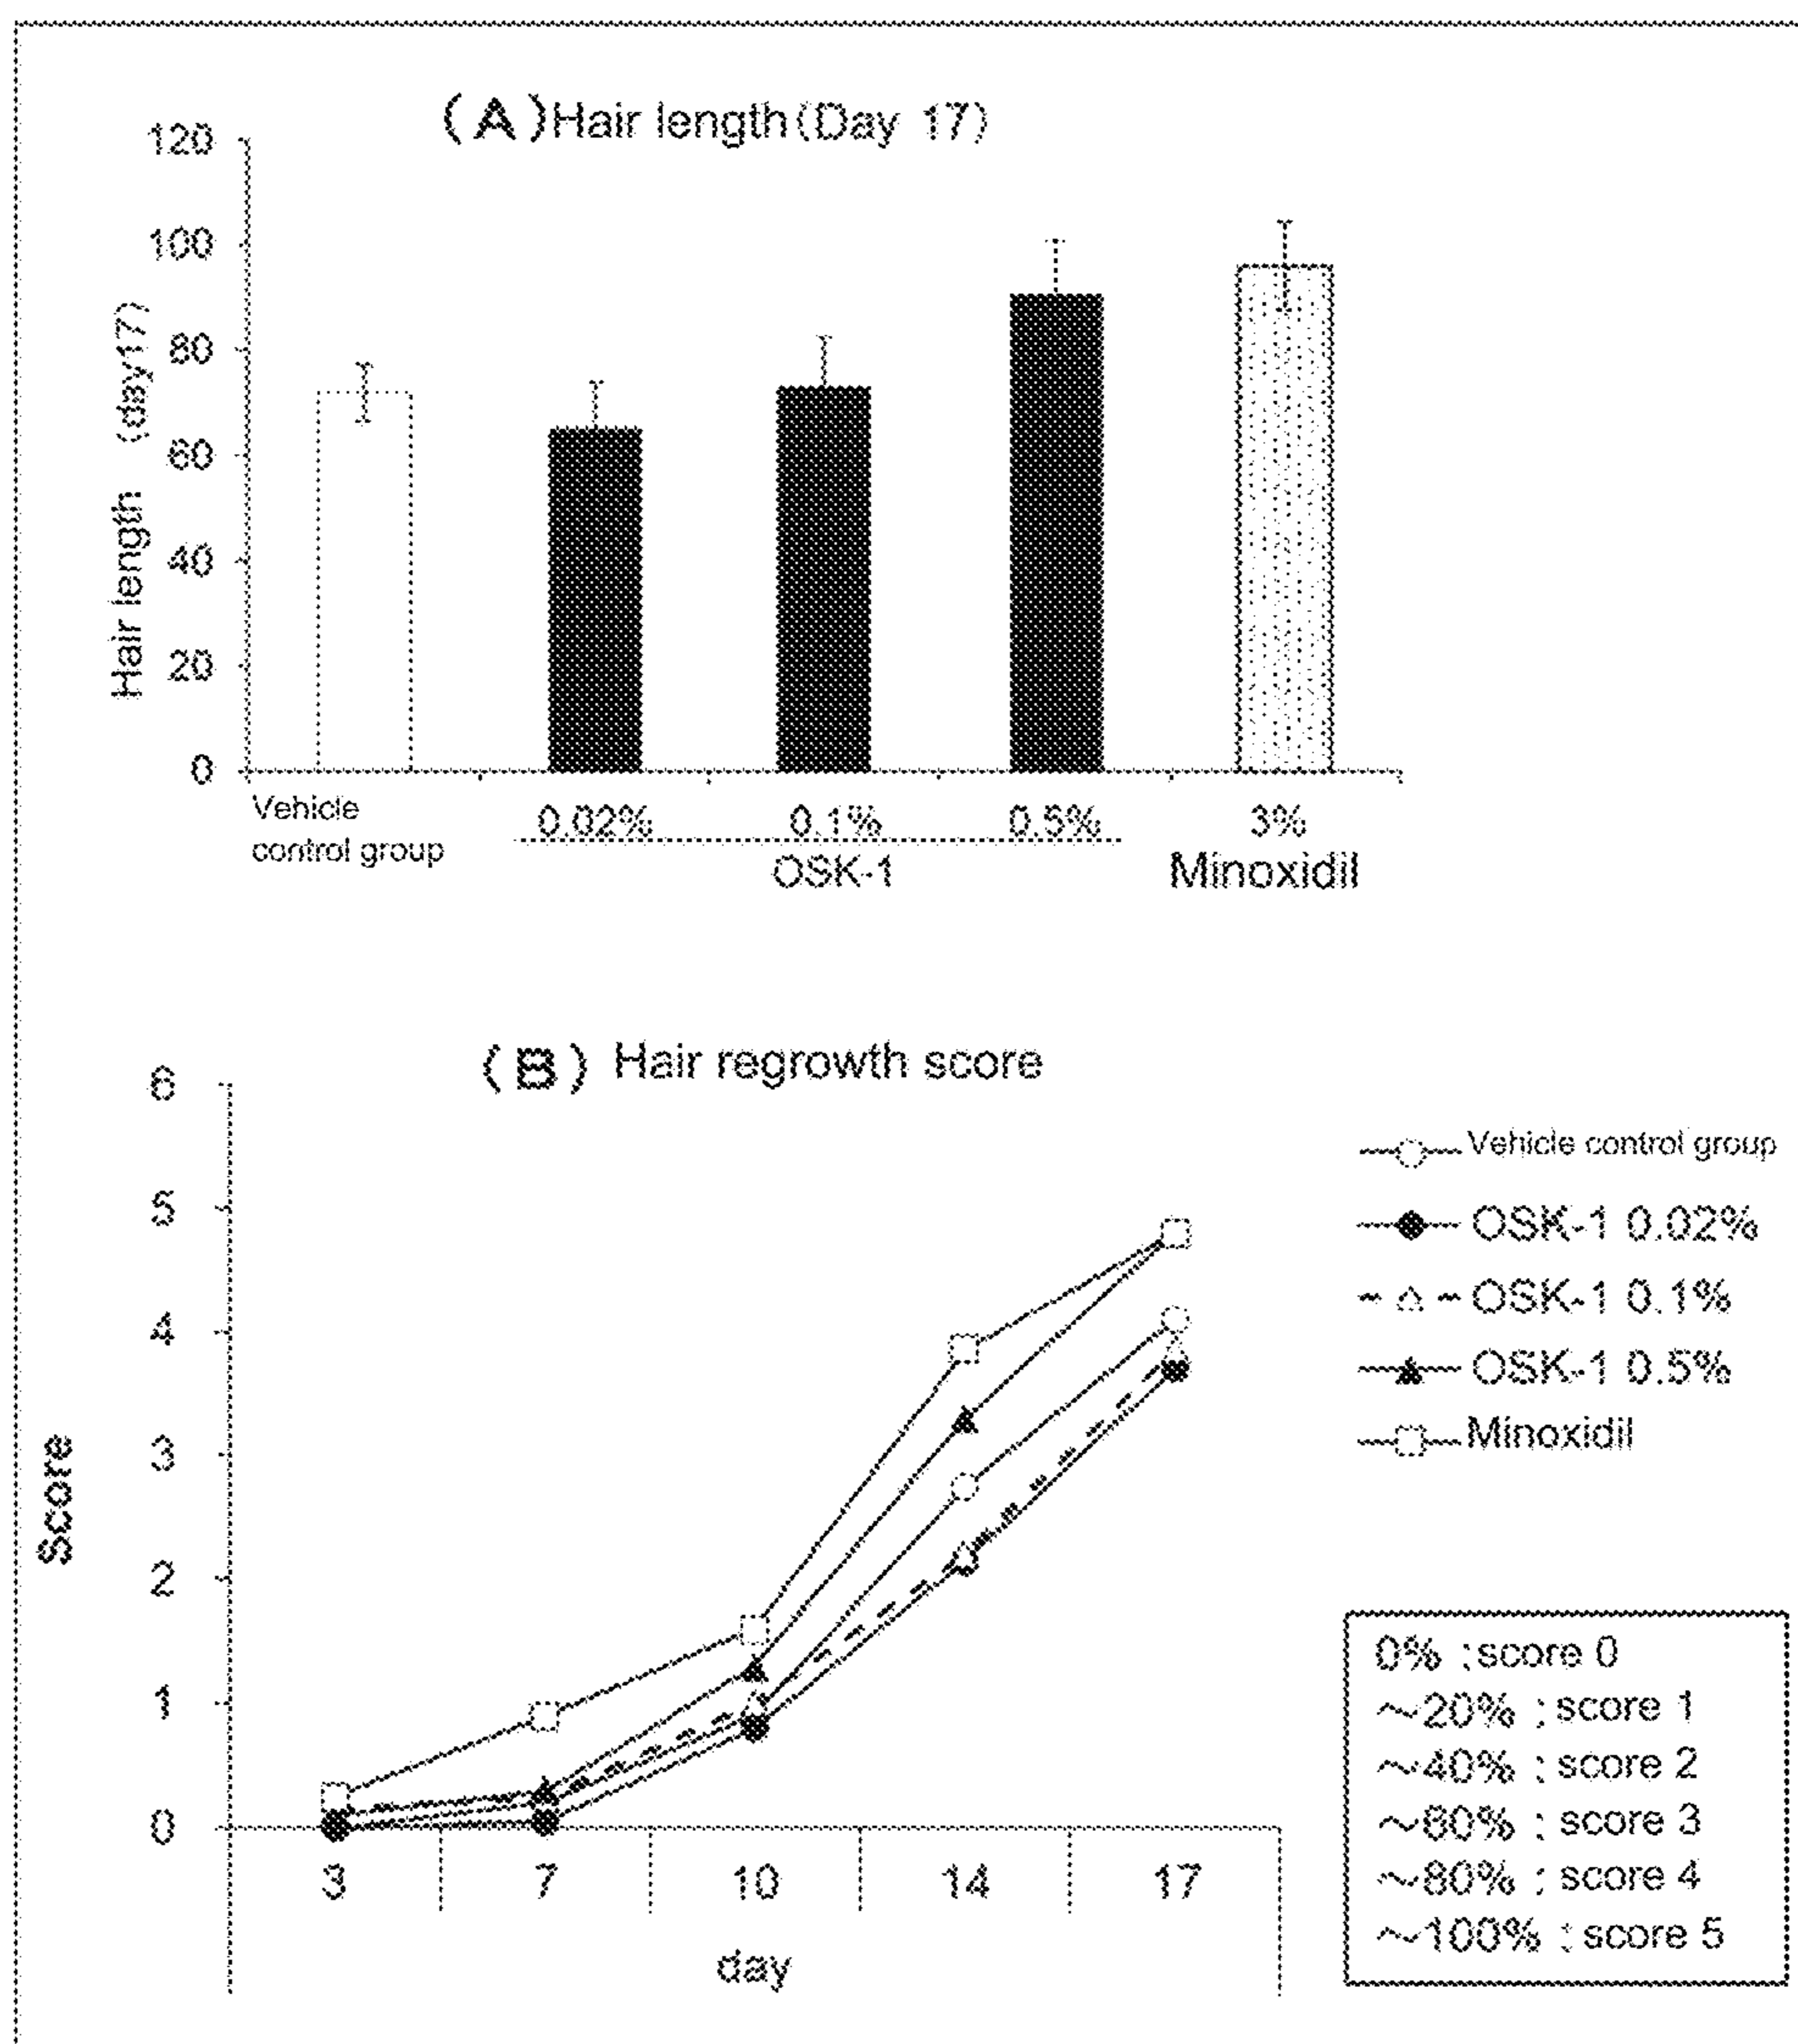 (A) Hair length (Day 17)
120
100
80
60
40
20
0
Hair length (day17)
Vehicle
control group
0.02% 0.1% 0.5% 3%
OSK-1 Minoxidil
(B) Hair regrowth score
6
5
4
3
2
1
0
Score
3 7 10 14 17
day
Vehicle control group
OSK-1 0.02%
OSK-1 0.1%
OSK-1 0.5%
Minoxidil
0% : score 0
~20% : score 1
~40% : score 2
~60% : score 3
~80% : score 4
~100% : score 5